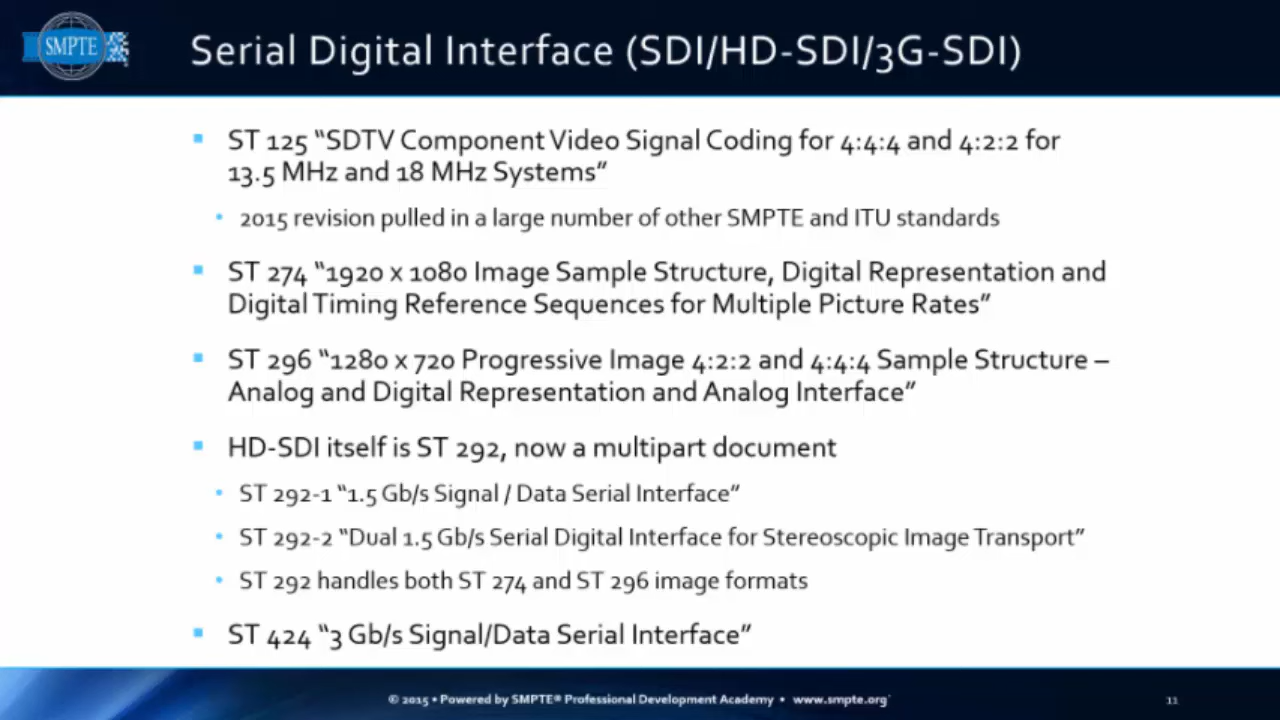 SMPTE
Serial Digital Interface (SDI/HD-SDI/3G-SDI)
ST 125 “SDTV Component Video Signal Coding for 4:4:4 and 4:2:2 for
13.5 MHz and 18 MHz Systems”
2015 revision pulled in a large number of other SMPTE and ITU standards
ST 274 “1920 x 1080 Image Sample Structure, Digital Representation and
Digital Timing Reference Sequences for Multiple Picture Rates”
ST 296 “1280 x 720 Progressive Image 4:2:2 and 4:4:4 Sample Structure –
Analog and Digital Representation and Analog Interface”
HD-SDI itself is ST 292, now a multipart document
ST 292-1 “1.5 Gb/s Signal / Data Serial Interface”
ST 292-2 “Dual 1.5 Gb/s Serial Digital Interface for Stereoscopic Image Transport”
ST 292 handles both ST 274 and ST 296 image formats
ST 424 “3 Gb/s Signal/Data Serial Interface”
© 2015 • Powered by SMPTE® Professional Development Academy • www.smpte.org
11